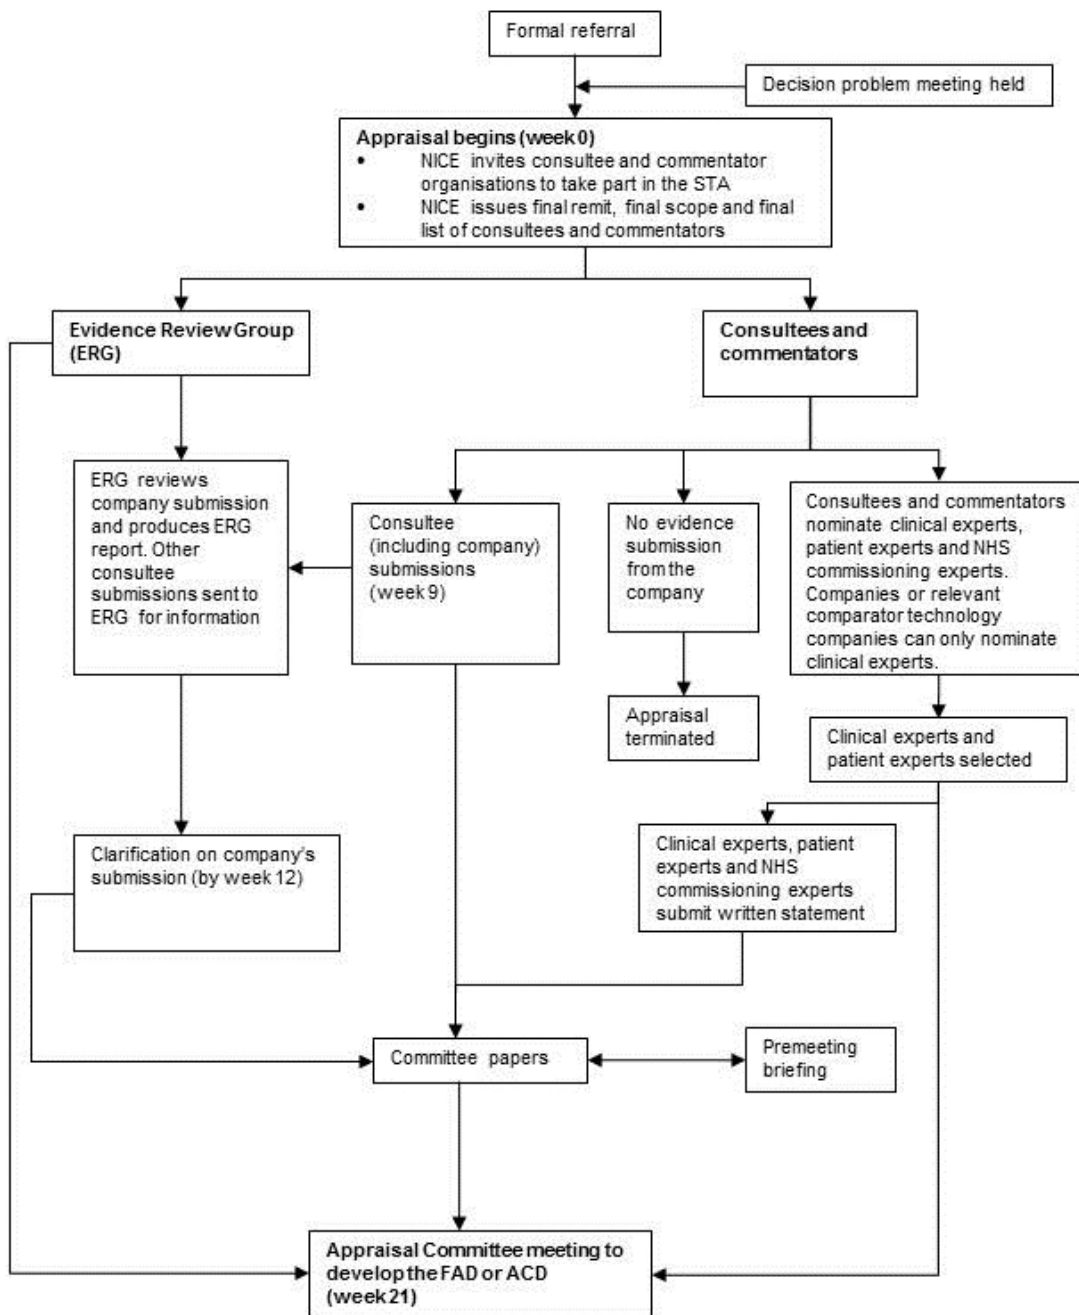 Formal referral
Decision problem meeting held
Appraisal begins (week 0)
• NICE invites consultee and commentator
organisations to take part in the STA
• NICE issues final remit, final scope and final
list of consultees and commentators
Evidence Review Group
(ERG)
Consultees and
commentators
ERG reviews
company submission
and produces ERG
report. Other
consultee
submissions sent to
ERG for information
Consultee
(including company)
submissions
(week 9)
No evidence
submission
from the
company
Consultees and commentators
nominate clinical experts,
patient experts and NHS
commissioning experts.
Companies or relevant
comparator technology
companies can only nominate
clinical experts.
Appraisal
terminated
Clinical experts and
patient experts selected
Clarification on company's
submission (by week 12)
Clinical experts, patient
experts and NHS
commissioning experts
submit written statement
Committee papers
Premeeting
briefing
Appraisal Committee meeting to
develop the FAD or ACD
(week 21)